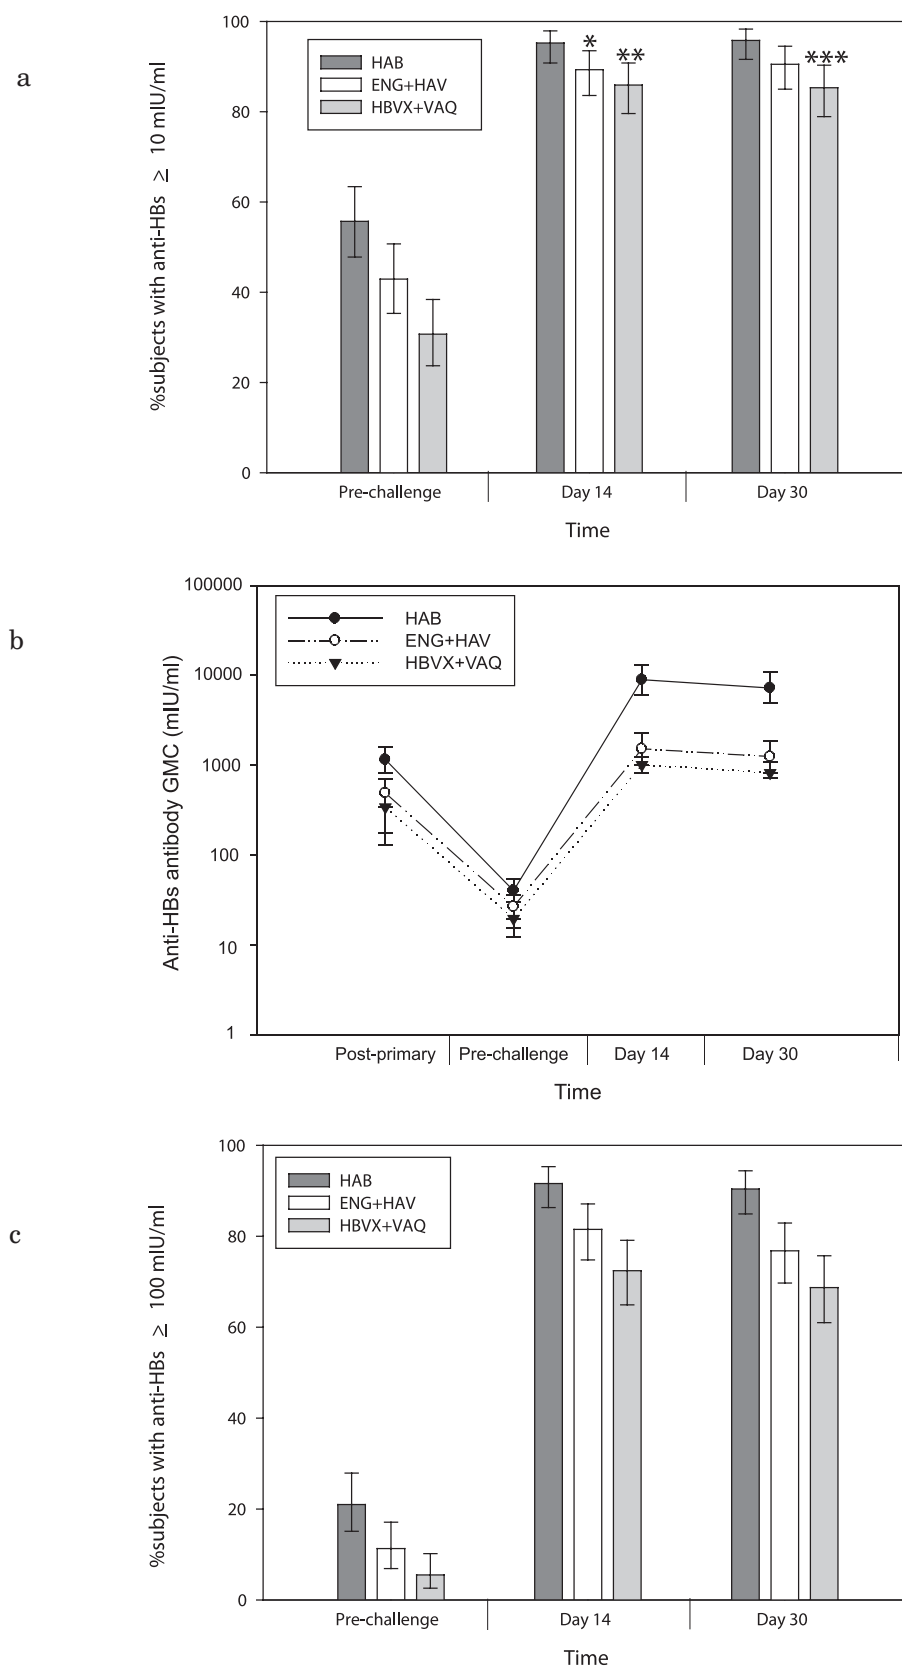 a
%subjects with anti-HBs ≥ 10 mIU/ml
100
80
60
40
20
0
HAB
ENG+HAV
HBVX+VAQ
*
**
***
Pre-challenge
Day 14
Day 30
Time
b
Anti-HBs antibody GMC (mIU/ml)
100000
10000
1000
100
10
1
HAB
ENG+HAV
HBVX+VAQ
Post-primary
Pre-challenge
Day 14
Day 30
Time
c
%subjects with anti-HBs ≥ 100 mIU/ml
100
80
60
40
20
0
HAB
ENG+HAV
HBVX+VAQ
Pre-challenge
Day 14
Day 30
Time